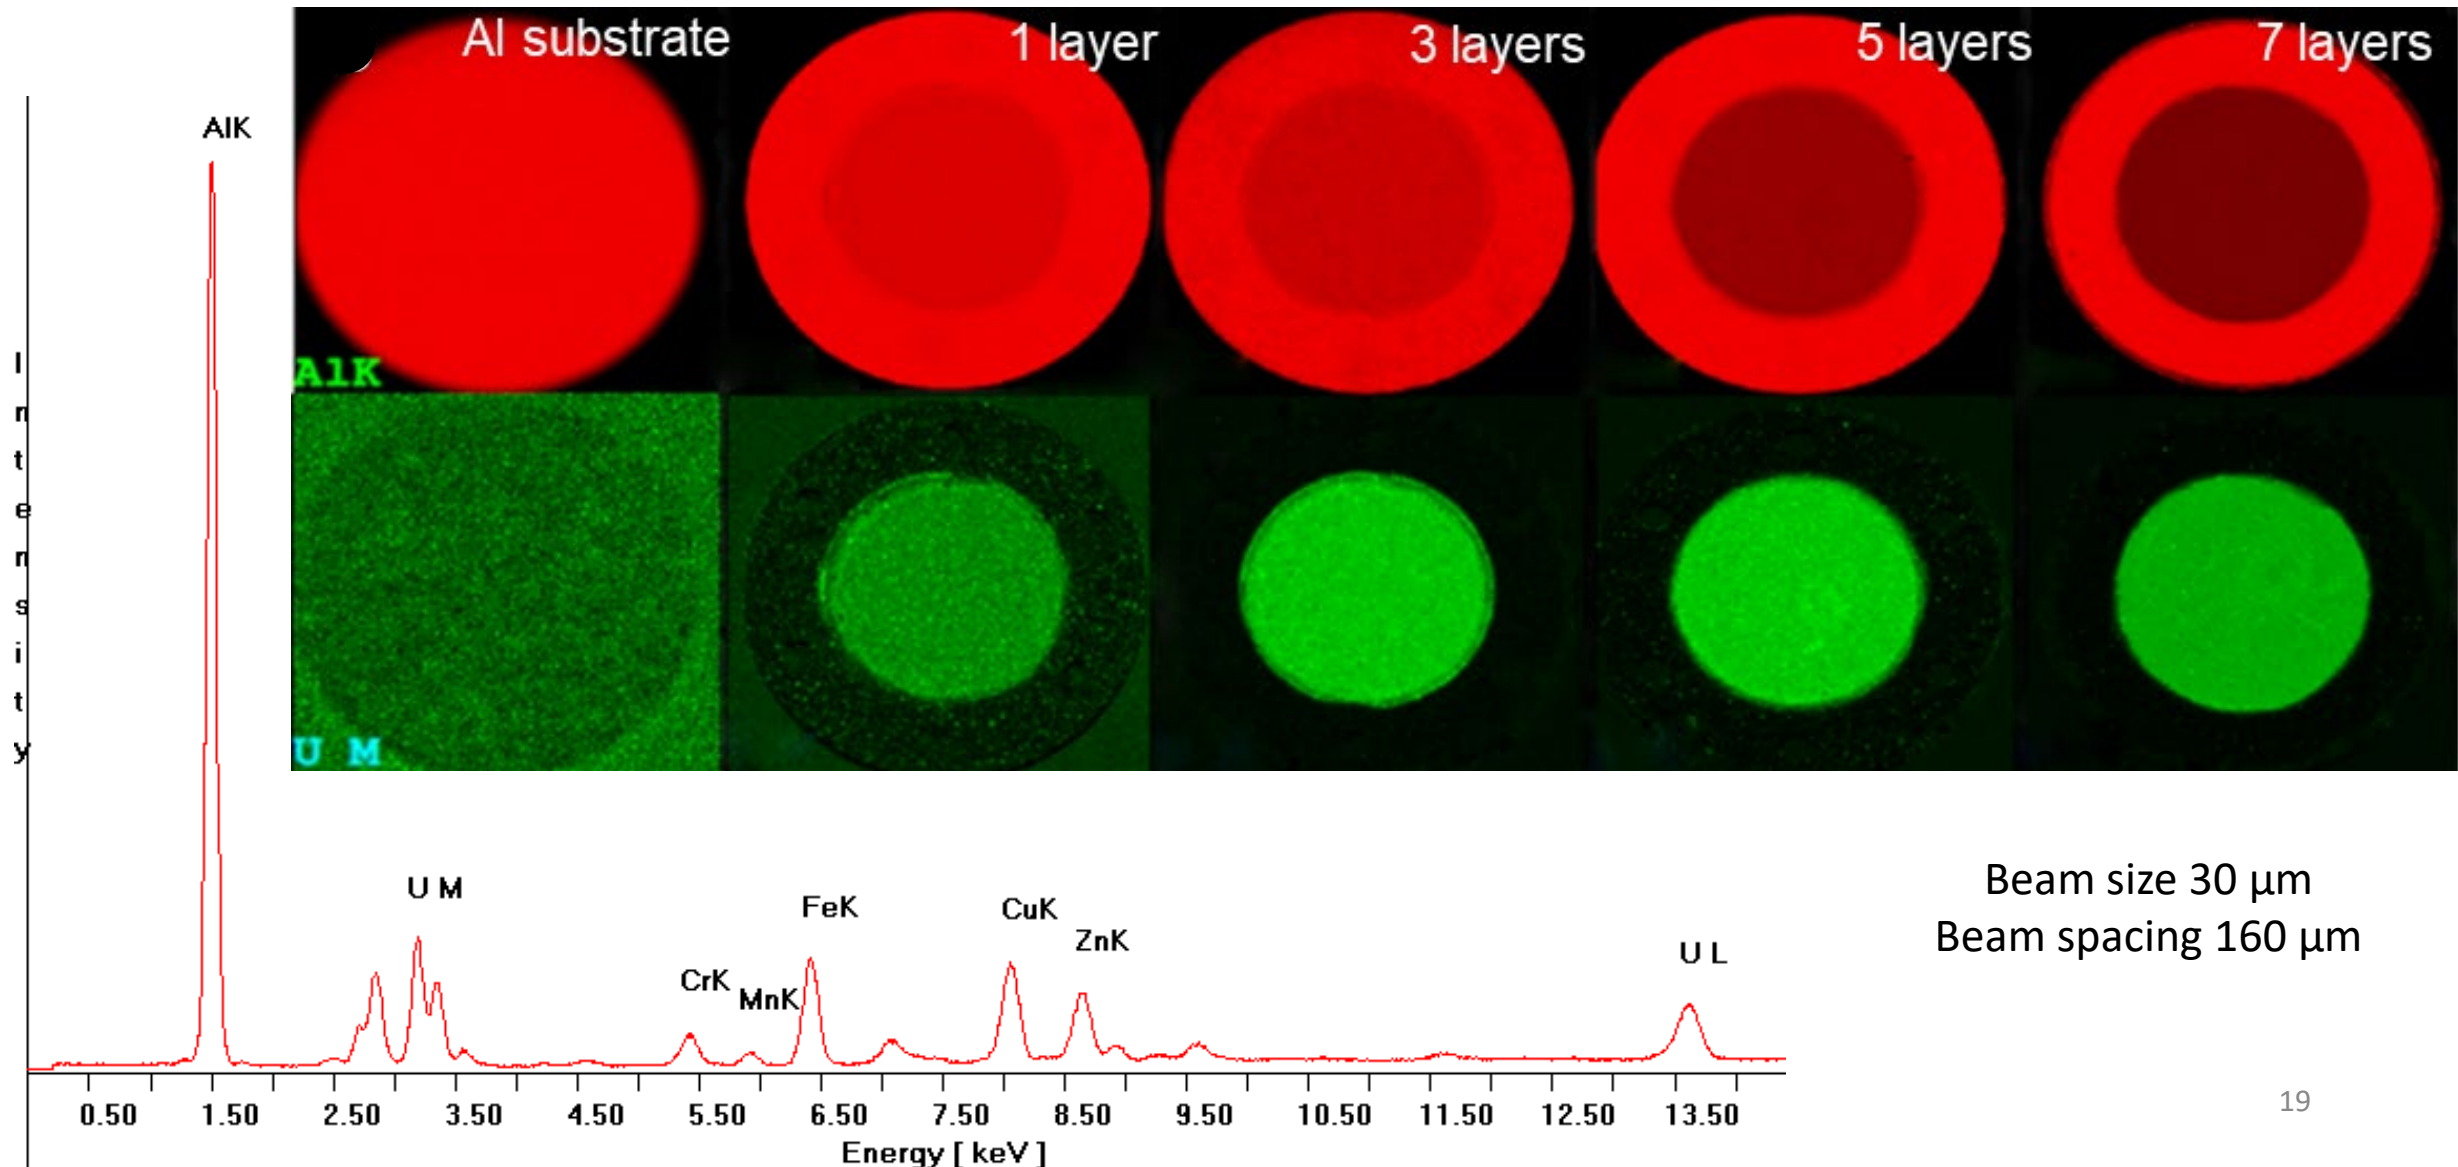 Al substrate
1 layer
3 layers
5 layers
7 layers
AlK
U M
Intensity
AlK
U M
CrK
MnK
FeK
CuK
ZnK
U L
0.50 1.50 2.50 3.50 4.50 5.50 6.50 7.50 8.50 9.50 10.50 11.50 12.50 13.50
Energy [ keV ]
Beam size 30 µm
Beam spacing 160 µm
19